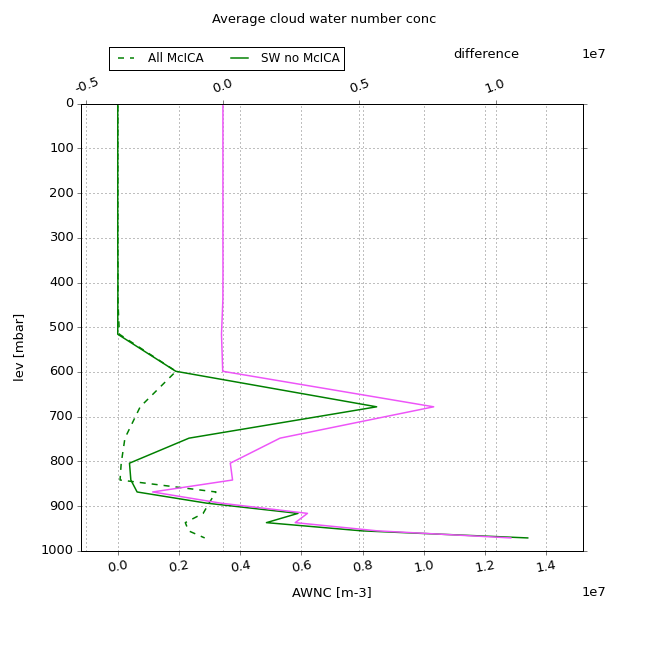 Average cloud water number conc
All McICA SW no McICA difference 1e7
-0.5 0.0 0.5 1.0
0
100
200
300
400
500
600
700
800
900
1000
lev [mbar]
0.0 0.2 0.4 0.6 0.8 1.0 1.2 1.4
AWNC [m-3] 1e7